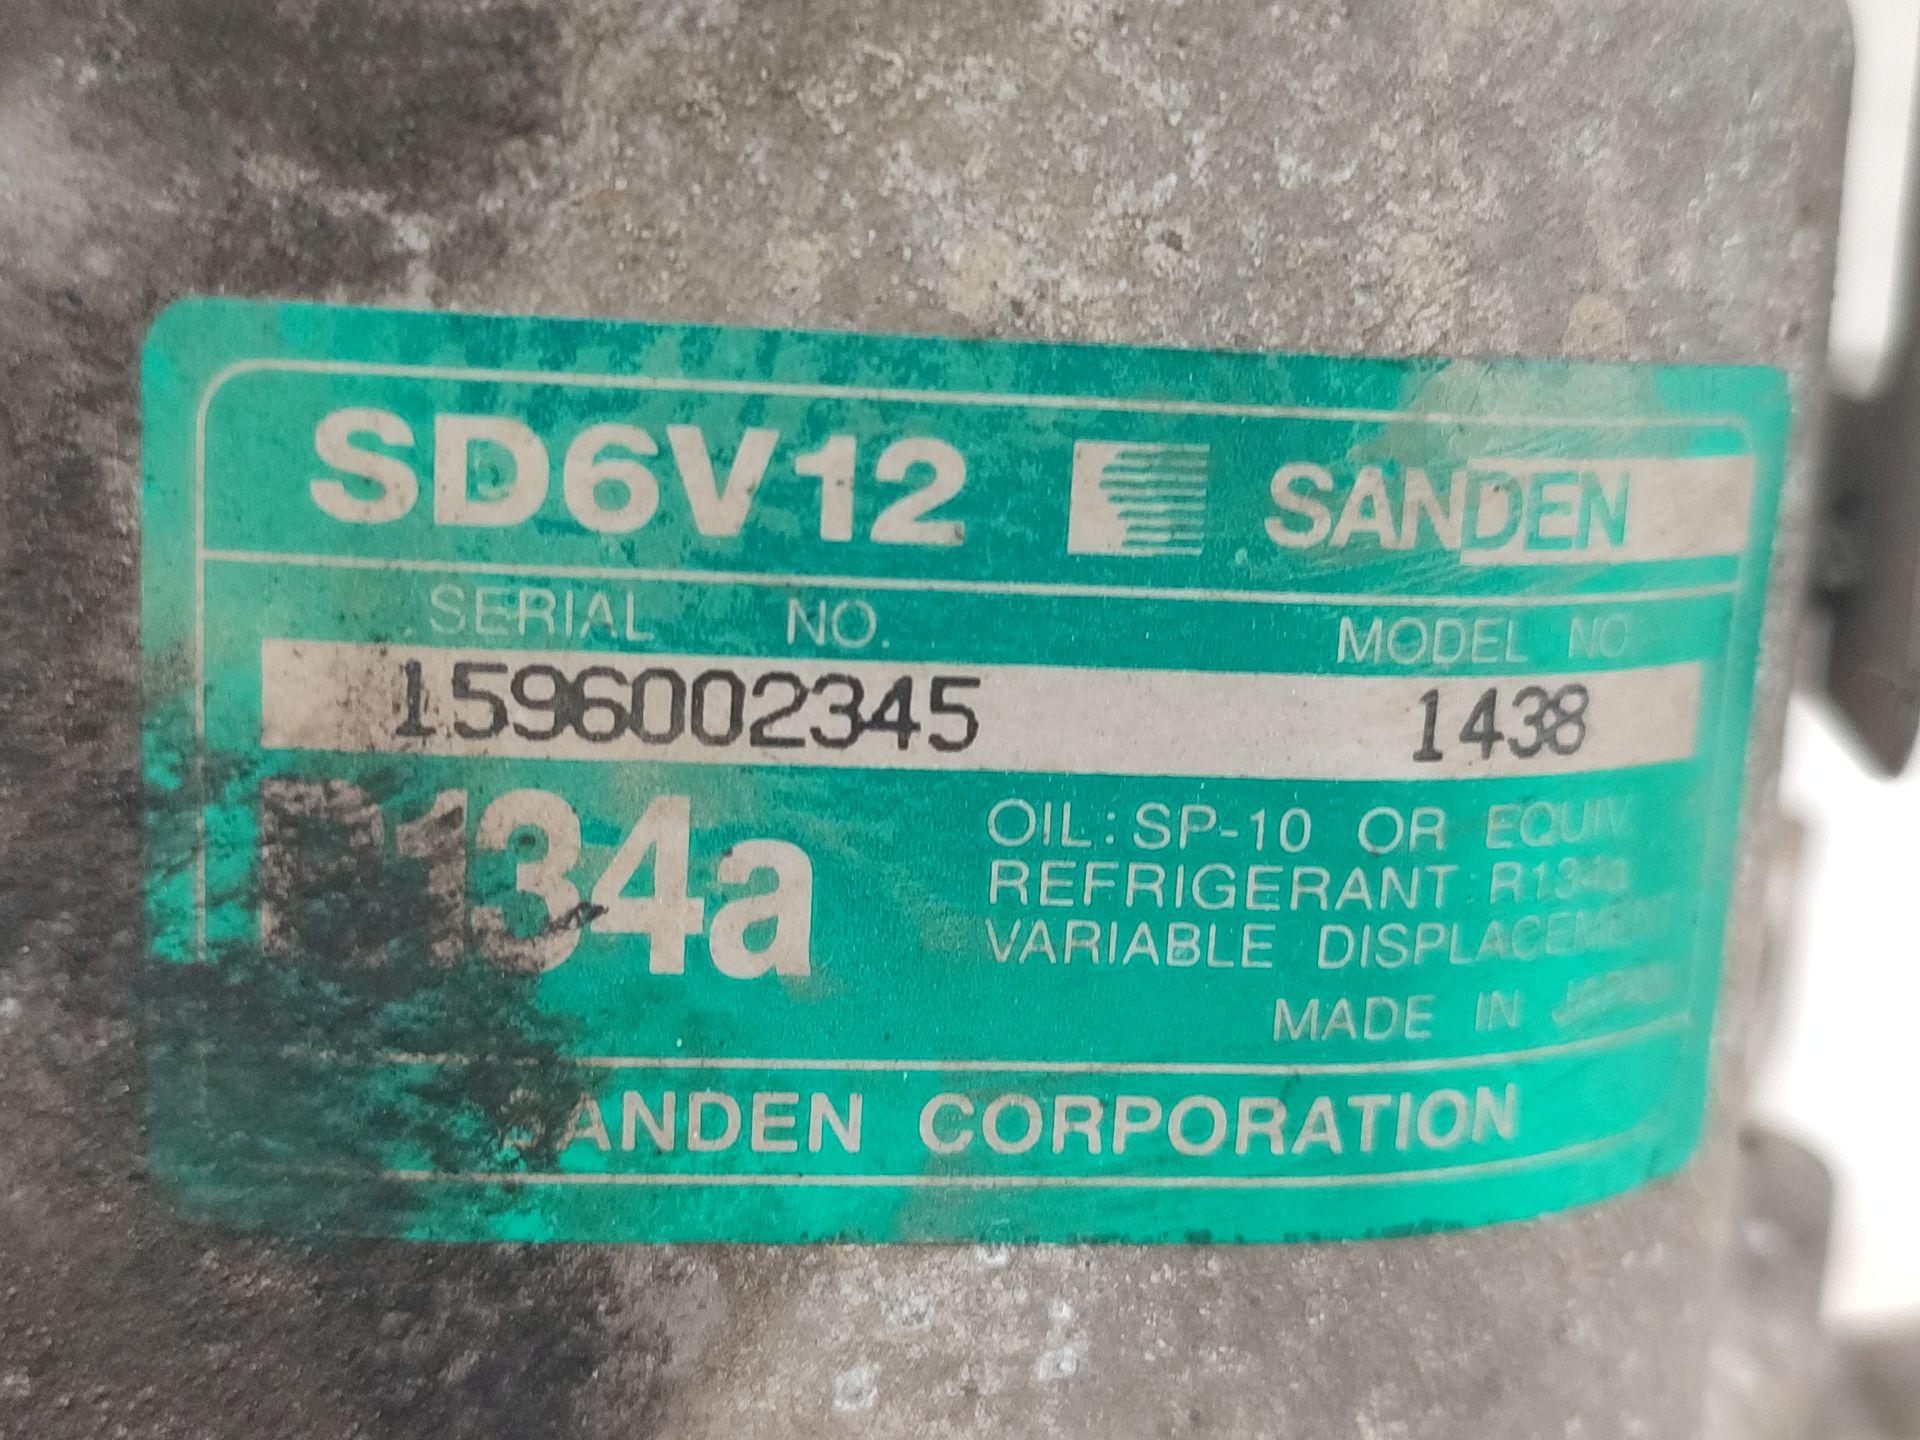 SD6V12 SANDEN
SERIAL NO. MODEL NO.
1596002345 1438
R134a
OIL: SP-10 OR EQUIV
REFRIGERANT: R134a
VARIABLE DISPLACEMENT
MADE IN JAPAN
SANDEN CORPORATION